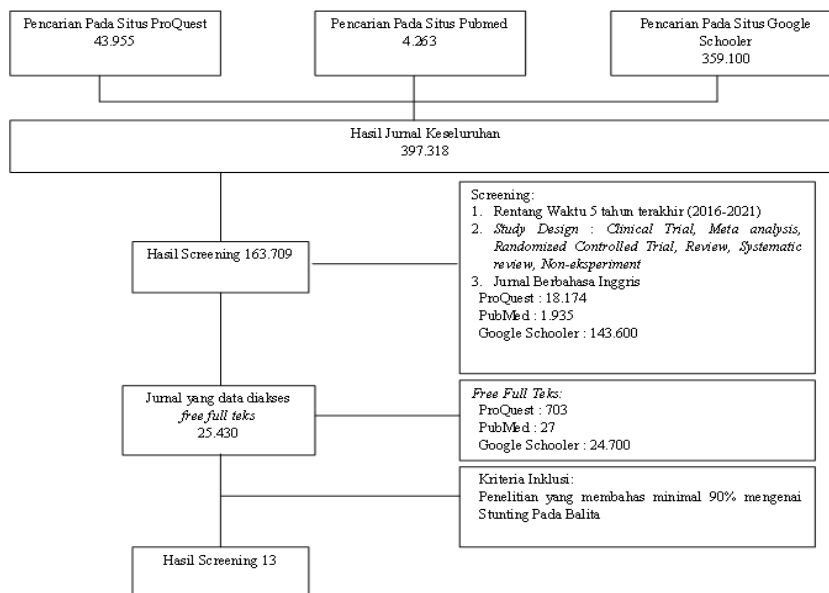 Pencarian Pada Situs ProQuest
43.955
Pencarian Pada Situs Pubmed
4.263
Pencarian Pada Situs Google
Schooler
359.100
Hasil Jurnal Keseluruhan
397.318
Hasil Screening 163.709
Screening:
1. Rentang Waktu 5 tahun terakhir (2016-2021)
2. Study Design : Clinical Trial, Meta analysis,
Randomized Controlled Trial, Review, Systematic
review, Non-eksperiment
3. Jurnal Berbahasa Inggris
ProQuest : 18.174
PubMed : 1.935
Google Schooler : 143.600
Jurnal yang data diakses
free full teks
25.430
Free Full Teks:
ProQuest : 703
PubMed : 27
Google Schooler : 24.700
Kriteria Inklusi:
Penelitian yang membahas minimal 90% mengenai
Stunting Pada Balita
Hasil Screening 13